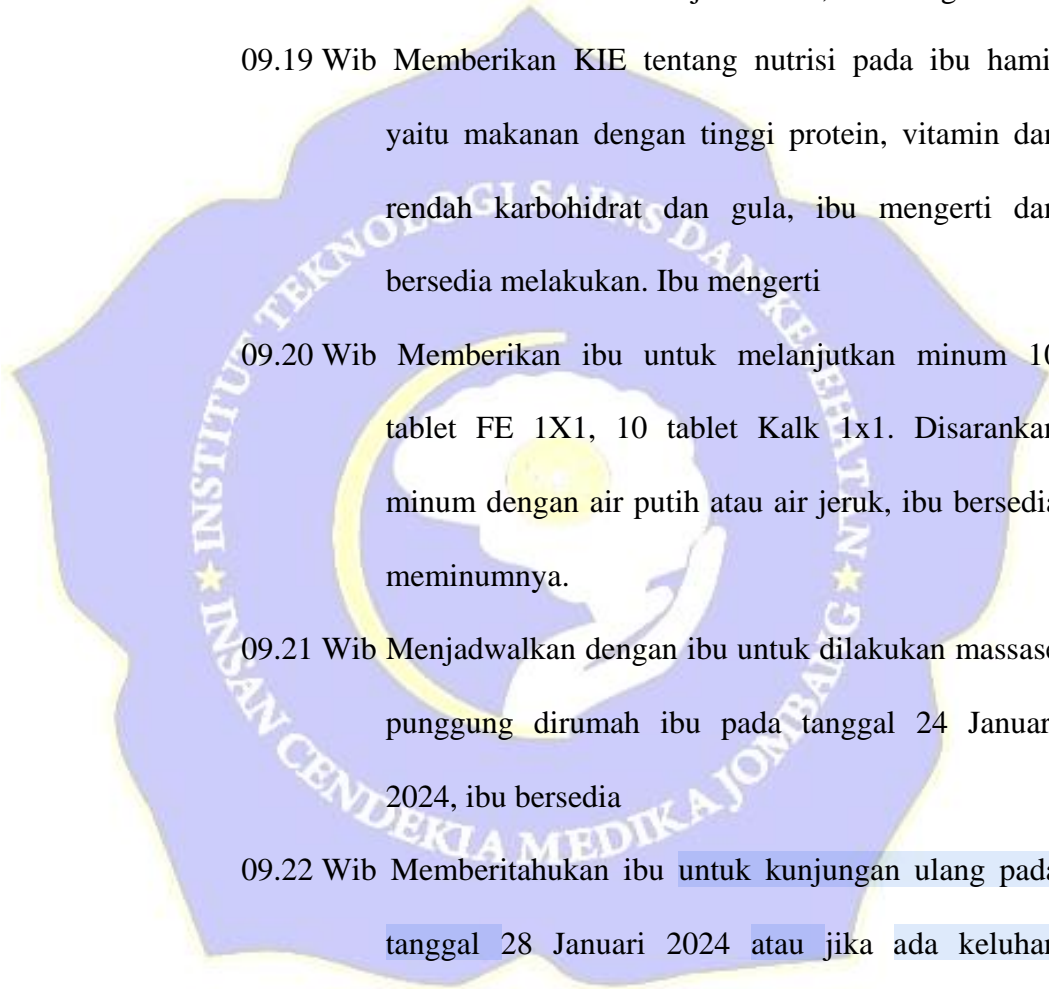 09.19 Wib Memberikan KIE tentang nutrisi pada ibu hami
yaitu makanan dengan tinggi protein, vitamin da
rendah karbohidrat dan gula, ibu mengerti da
bersedia melakukan. Ibu mengerti
09.20 Wib Memberikan ibu untuk melanjutkan minum 10
tablet FE 1X1, 10 tablet Kalk 1x1. Disaranka
minum dengan air putih atau air jeruk, ibu bersedia
meminumnya.
09.21 Wib Menjadwalkan dengan ibu untuk dilakukan massase
punggung dirumah ibu pada tanggal 24 Januar
2024, ibu bersedia
09.22 Wib Memberitahukan ibu untuk kunjungan ulang pada
tanggal 28 Januari 2024 atau jika ada keluha
INSTITUT TEKNOLOGI SAINS DAN KESEHATAN
INSAN CENDEKIA MEDIKA JOMBANG